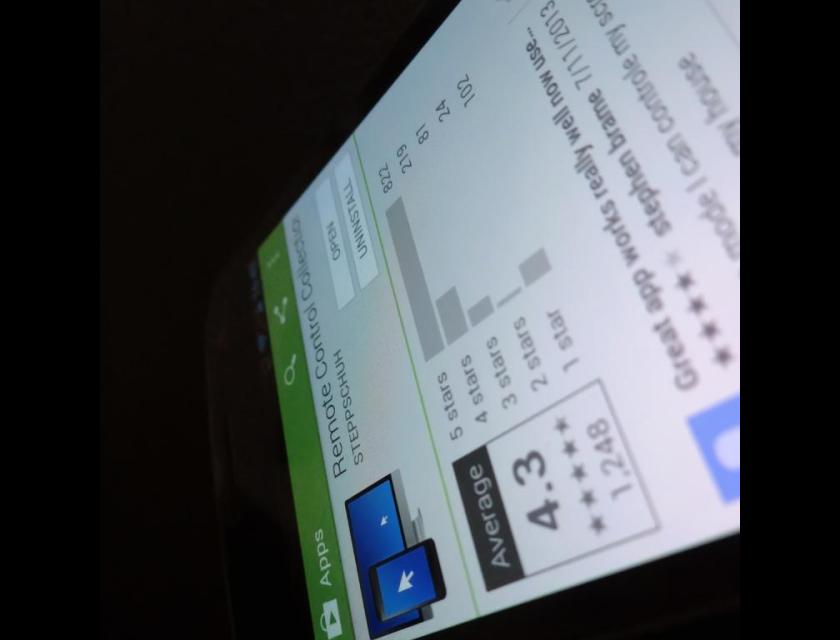 Apps
Remote Control Collection
STEPPSCHUH
OPEN
UNINSTALL
Average
4.3
1,248
5 stars 822
4 stars 219
3 stars 81
2 stars 24
1 star 102
Great app works really well now use...
stephen brame 7/11/2013
mode I can controle my
my house